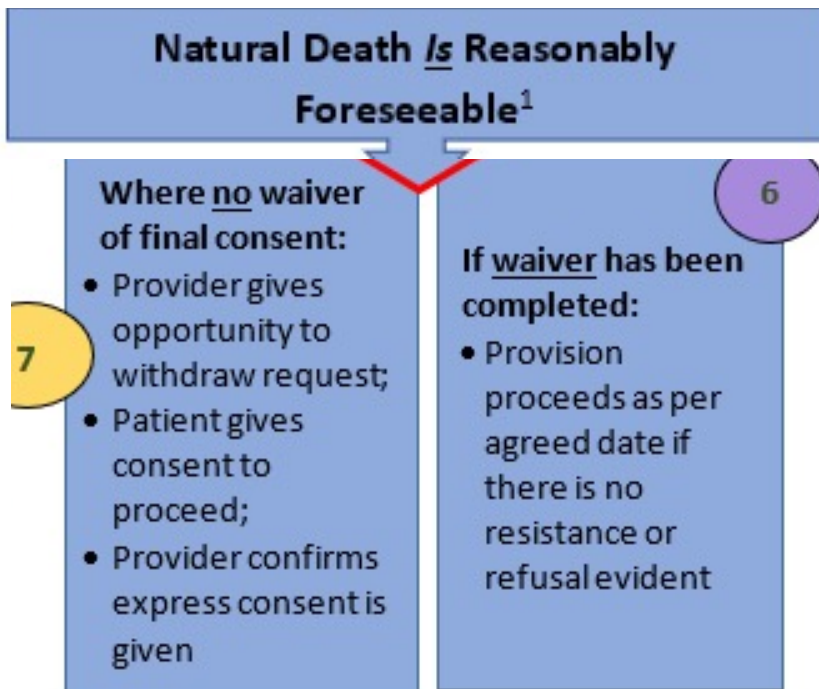 Natural Death Is Reasonably
Foreseeable1
Where no waiver
of final consent:
• Provider gives
opportunity to
withdraw request;
• Patient gives
consent to
proceed;
• Provider confirms
express consent is
given
7
6
If waiver has been
completed:
• Provision
proceeds as per
agreed date if
there is no
resistance or
refusal evident